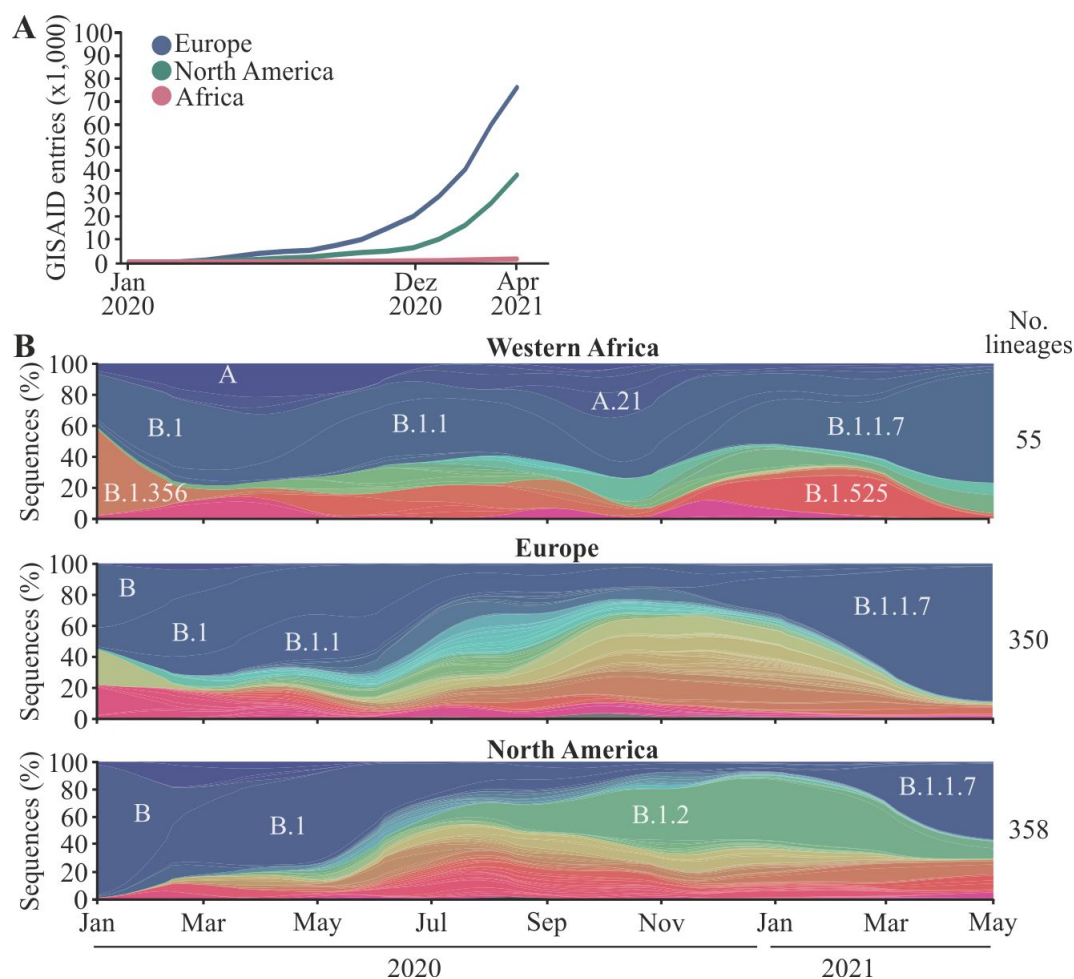 A
GISAID entries (x1,000)
100
90
80
70
60
50
40
30
20
10
0
Europe
North America
Africa
Jan
2020
Dez
2020
Apr
2021
B
No.
lineages
Western Africa
Sequences (%)
100
80
60
40
20
0
A
B.1
B.1.1
A.21
B.1.1.7
B.1.356
B.1.525
55
Europe
Sequences (%)
100
80
60
40
20
0
B
B.1
B.1.1
B.1.1.7
350
North America
Sequences (%)
100
80
60
40
20
0
B
B.1
B.1.2
B.1.1.7
358
Jan Mar May Jul Sep Nov Jan Mar May
2020 2021